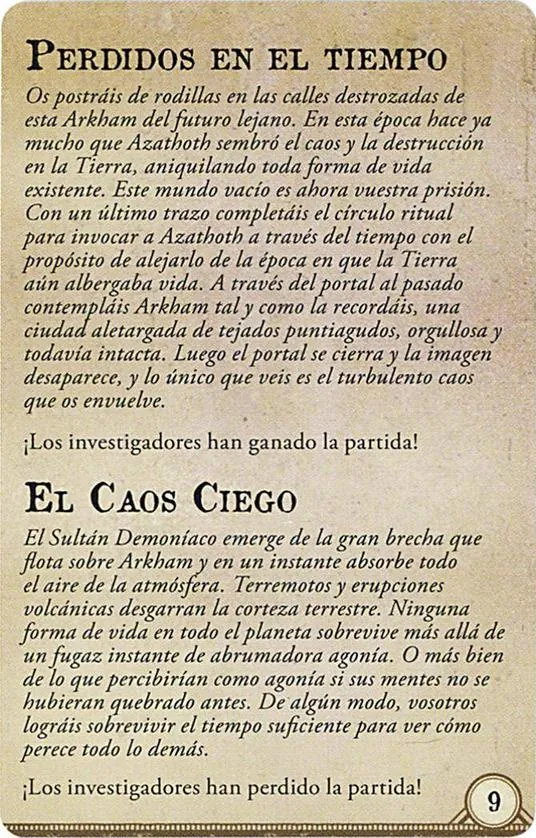 PERDIDOS EN EL TIEMPO
Os postráis de rodillas en las calles destrozadas de
esta Arkham del futuro lejano. En esta época hace ya
mucho que Azathoth sembró el caos y la destrucción
en la Tierra, aniquilando toda forma de vida
existente. Este mundo vacío es ahora vuestra prisión.
Con un último trazo completáis el círculo ritual
para invocar a Azathoth a través del tiempo con el
propósito de alejarlo de la época en que la Tierra
aún albergaba vida. A través del portal al pasado
contempláis Arkham tal y como la recordáis, una
ciudad aletargada de tejados puntiagudos, orgullosa y
todavía intacta. Luego el portal se cierra y la imagen
desaparece, y lo único que veis es el turbulento caos
que os envuelve.
¡Los investigadores han ganado la partida!
EL CAOS CIEGO
El Sultán Demoníaco emerge de la gran brecha que
flota sobre Arkham y en un instante absorbe todo
el aire de la atmósfera. Terremotos y erupciones
volcánicas desgarran la corteza terrestre. Ninguna
forma de vida en todo el planeta sobrevive más allá de
un fugaz instante de abrumadora agonía. O más bien
de lo que percibirían como agonía si sus mentes no se
hubieran quebrado antes. De algún modo, vosotros
lográis sobrevivir el tiempo suficiente para ver cómo
perece todo lo demás.
¡Los investigadores han perdido la partida!
9